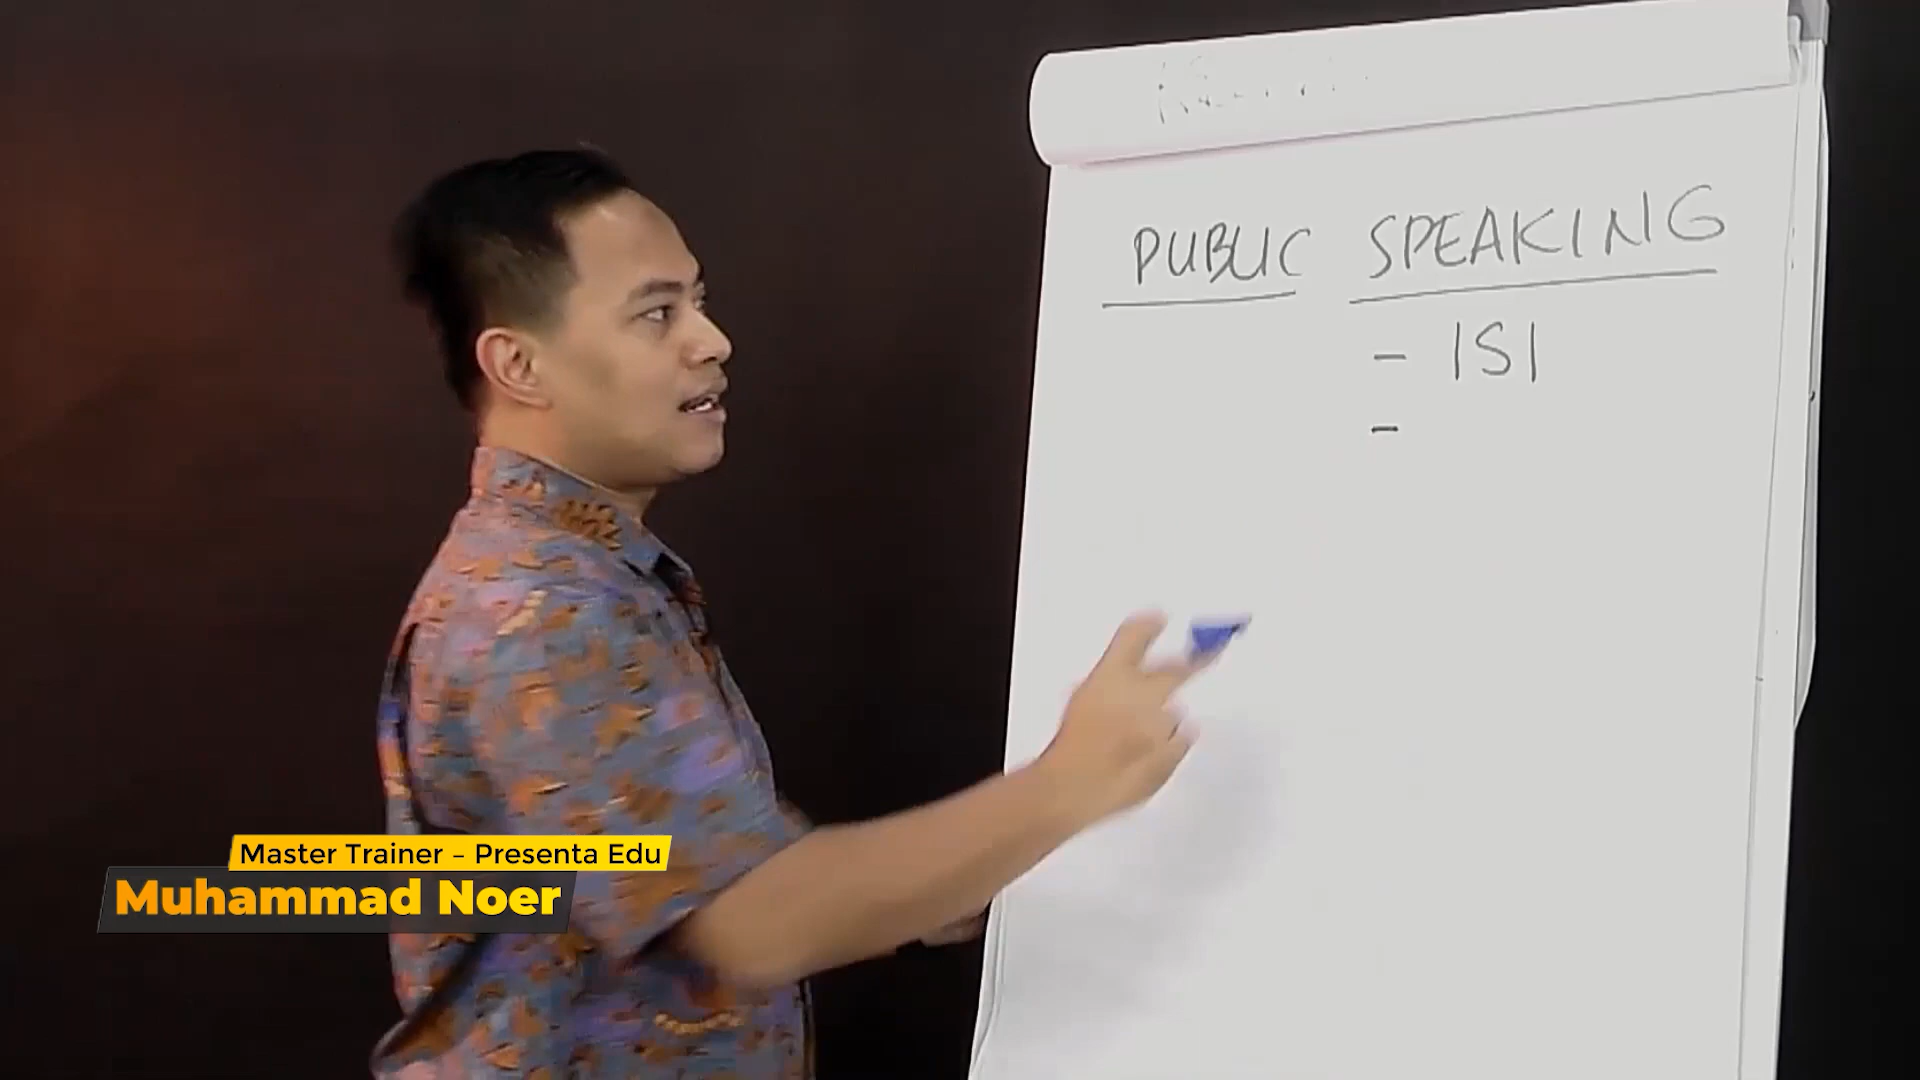 PUBLIC SPEAKING
- ISI
-
Master Trainer – Presenta Edu
Muhammad Noer